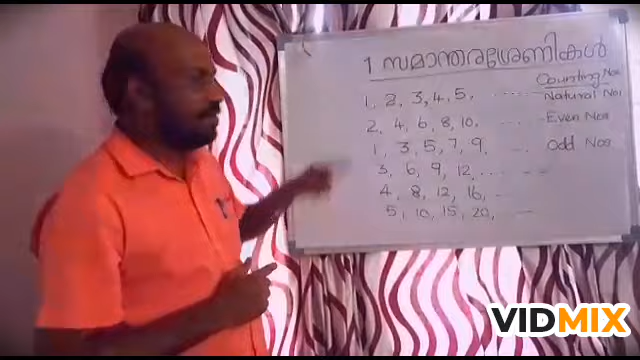 1 സമാന്തരശ്രേണികൾ
Counting Nos
1, 2, 3, 4, 5, ........ Natural Nos
2, 4, 6, 8, 10, ..... Even Nos
1, 3, 5, 7, 9, Odd Nos
3, 6, 9, 12, ....
4, 8, 12, 16, ....
5, 10, 15, 20, ....
VIDMIX